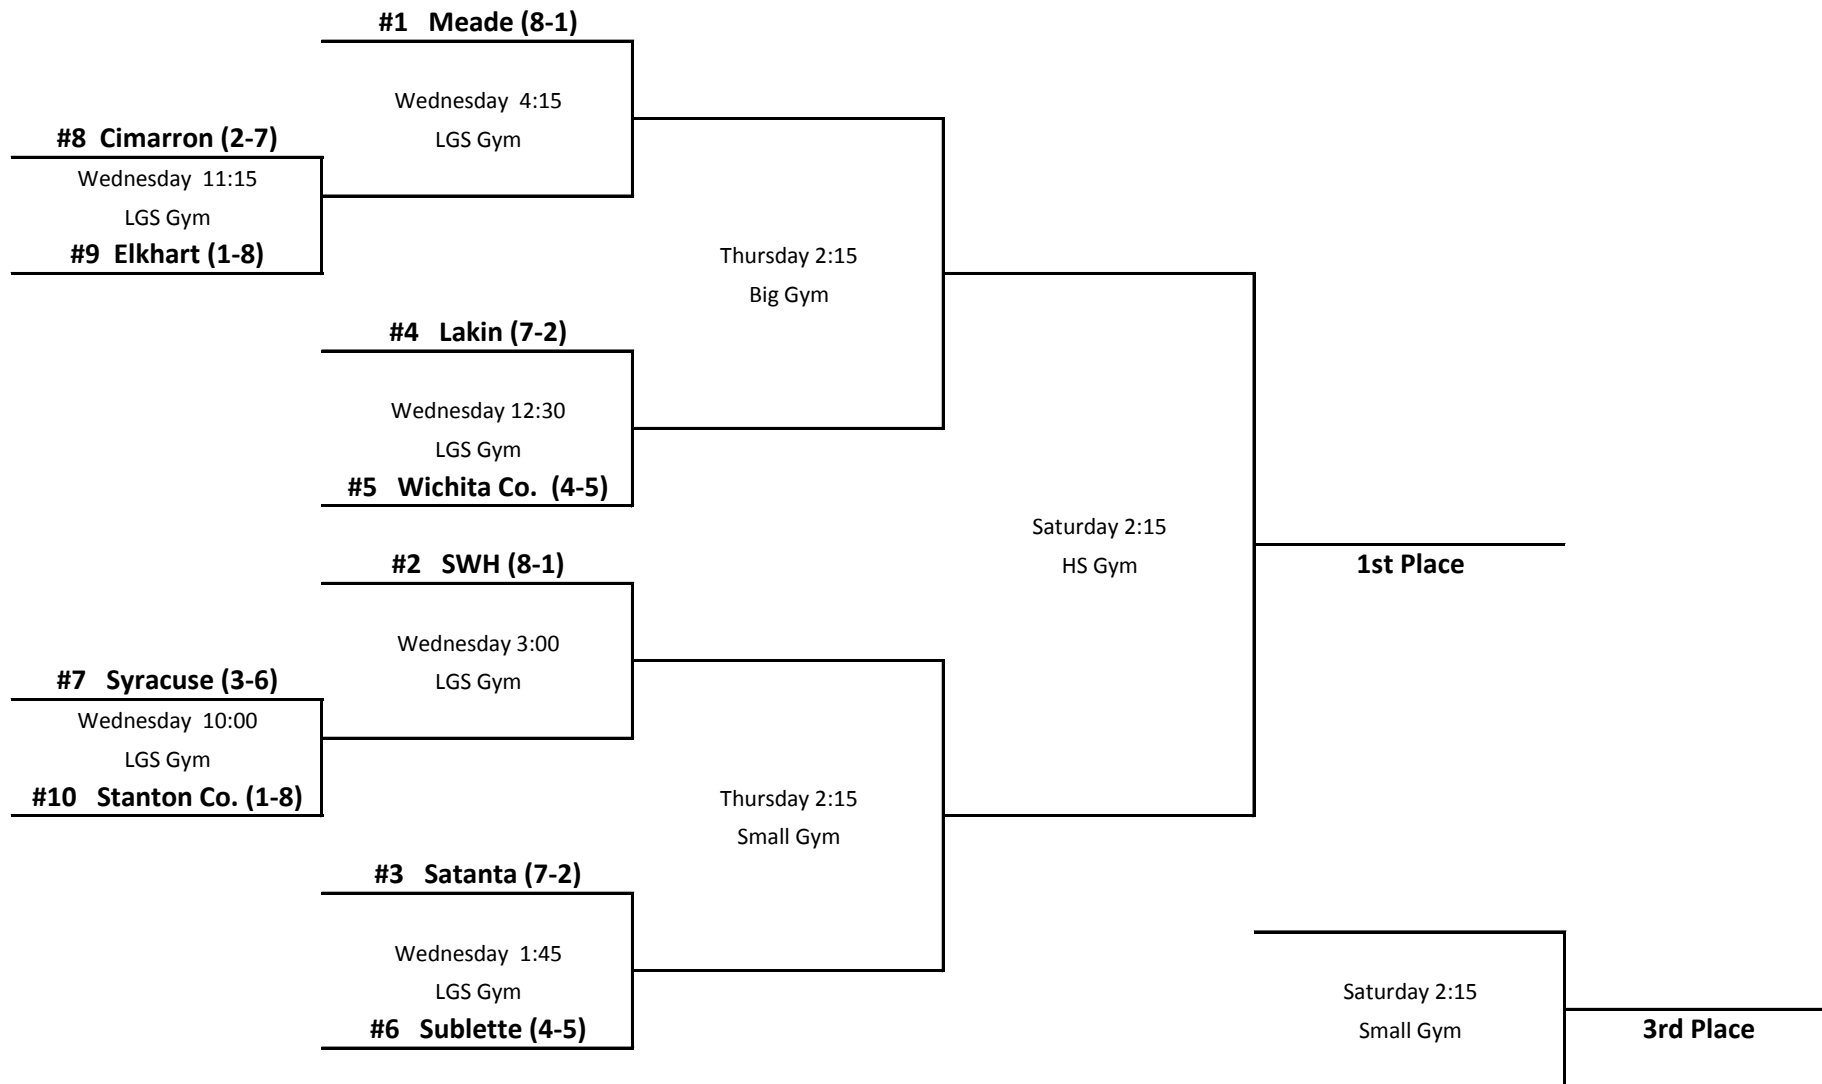 #1 Meade (8-1)
Wednesday 4:15
LGS Gym
#8 Cimarron (2-7)
Wednesday 11:15
LGS Gym
#9 Elkhart (1-8)
Thursday 2:15
Big Gym
#4 Lakin (7-2)
Wednesday 12:30
LGS Gym
#5 Wichita Co. (4-5)
Saturday 2:15
HS Gym
1st Place
#2 SWH (8-1)
Wednesday 3:00
LGS Gym
#7 Syracuse (3-6)
Wednesday 10:00
LGS Gym
#10 Stanton Co. (1-8)
Thursday 2:15
Small Gym
#3 Satanta (7-2)
Wednesday 1:45
LGS Gym
#6 Sublette (4-5)
Saturday 2:15
Small Gym
3rd Place